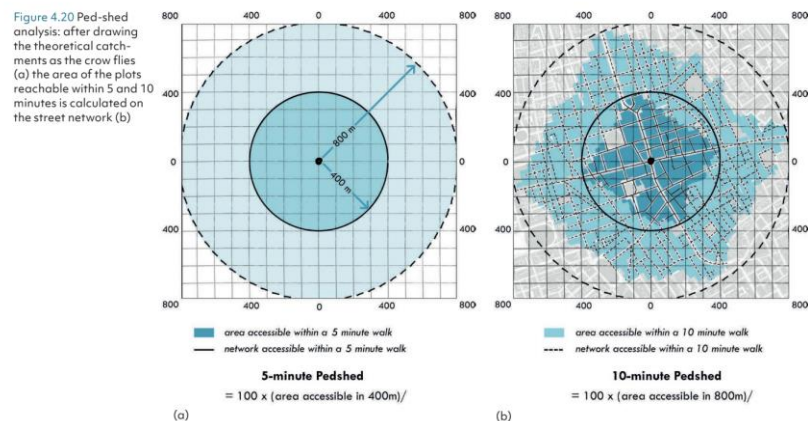 Figure 4.20 Ped-shed
analysis: after drawing
the theoretical catch-
ments as the crow flies
(a) the area of the plots
reachable within 5 and 10
minutes is calculated on
the street network (b)
800 400 0 400 800
800 800
400 400
0 0
400 400
800 800
800 m
400 m
800 400 0 400 800
area accessible within a 5 minute walk
network accessible within a 5 minute walk
5-minute Pedshed
= 100 x (area accessible in 400m)/
(a)
800 400 0 400 800
800 800
400 400
0 0
400 400
800 800
800 400 0 400 800
area accessible within a 10 minute walk
network accessible within a 10 minute walk
10-minute Pedshed
= 100 x (area accessible in 800m)/
(b)